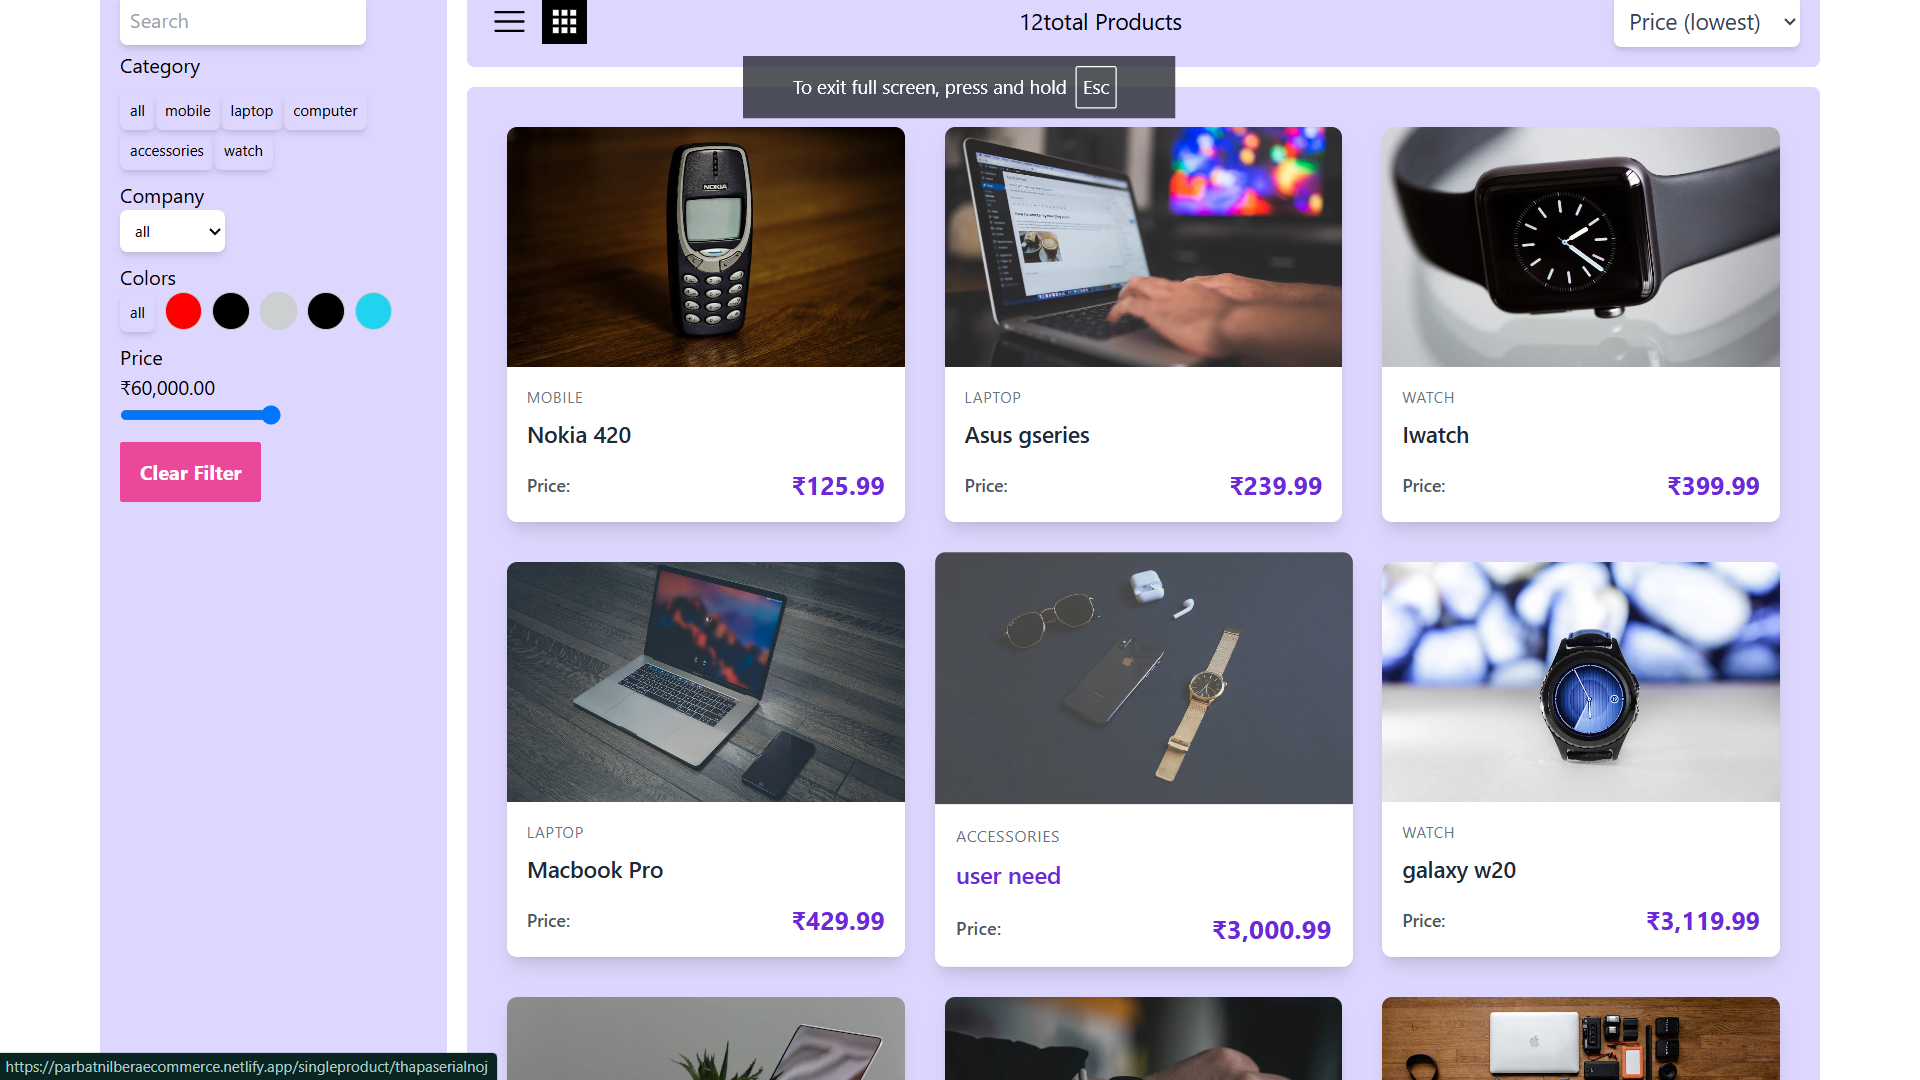 Search
12total Products
Price (lowest)
To exit full screen, press and hold Esc
Category
all
mobile
laptop
computer
accessories
watch
Company
all
Colors
all
Price
₹60,000.00
Clear Filter
NOKIA
MOBILE
Nokia 420
Price:
₹125.99
LAPTOP
Asus gseries
Price:
₹239.99
WATCH
Iwatch
Price:
₹399.99
LAPTOP
Macbook Pro
Price:
₹429.99
ACCESSORIES
user need
Price:
₹3,000.99
WATCH
galaxy w20
Price:
₹3,119.99
https://parbatnilberaecommerce.netlify.app/singleproduct/thapaserialnoj